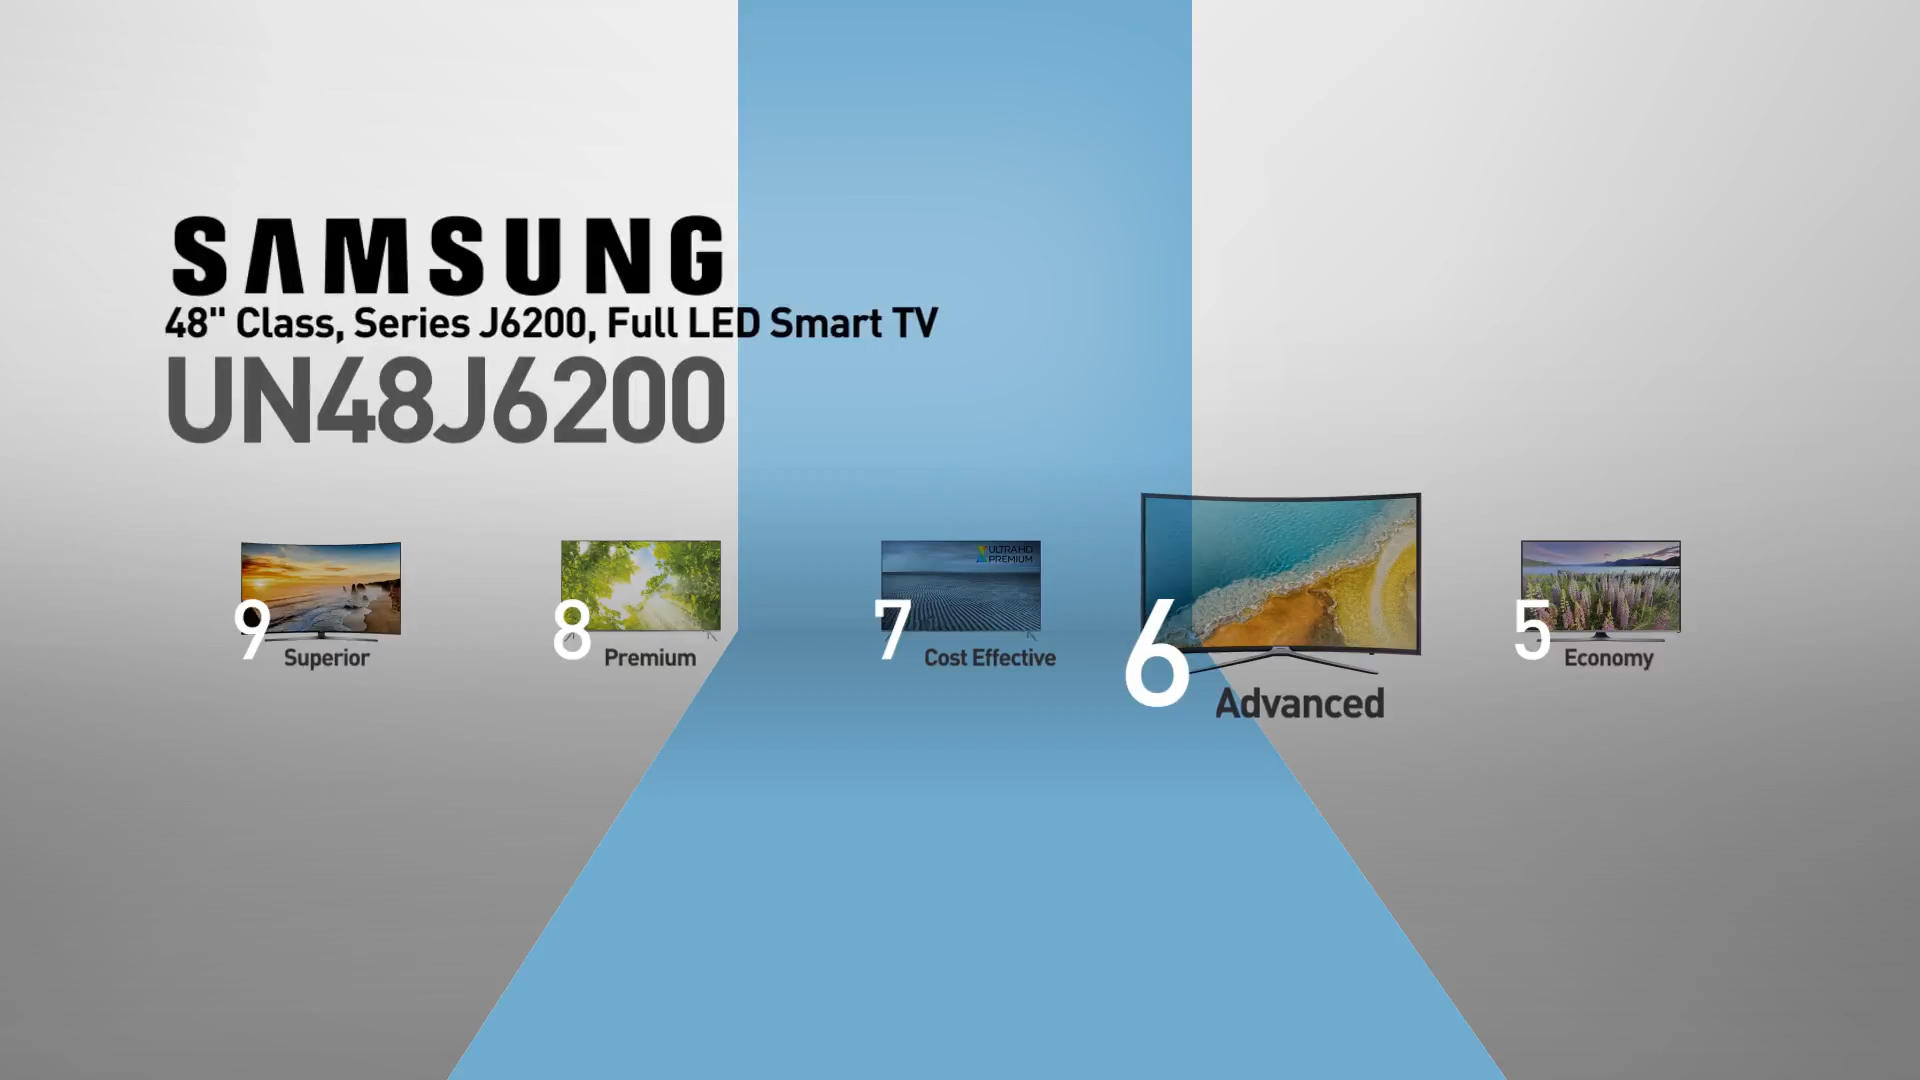 SAMSUNG
48" Class, Series J6200, Full LED Smart TV
UN48J6200
ULTRA HD
PREMIUM
9 Superior
8 Premium
7 Cost Effective
6 Advanced
5 Economy